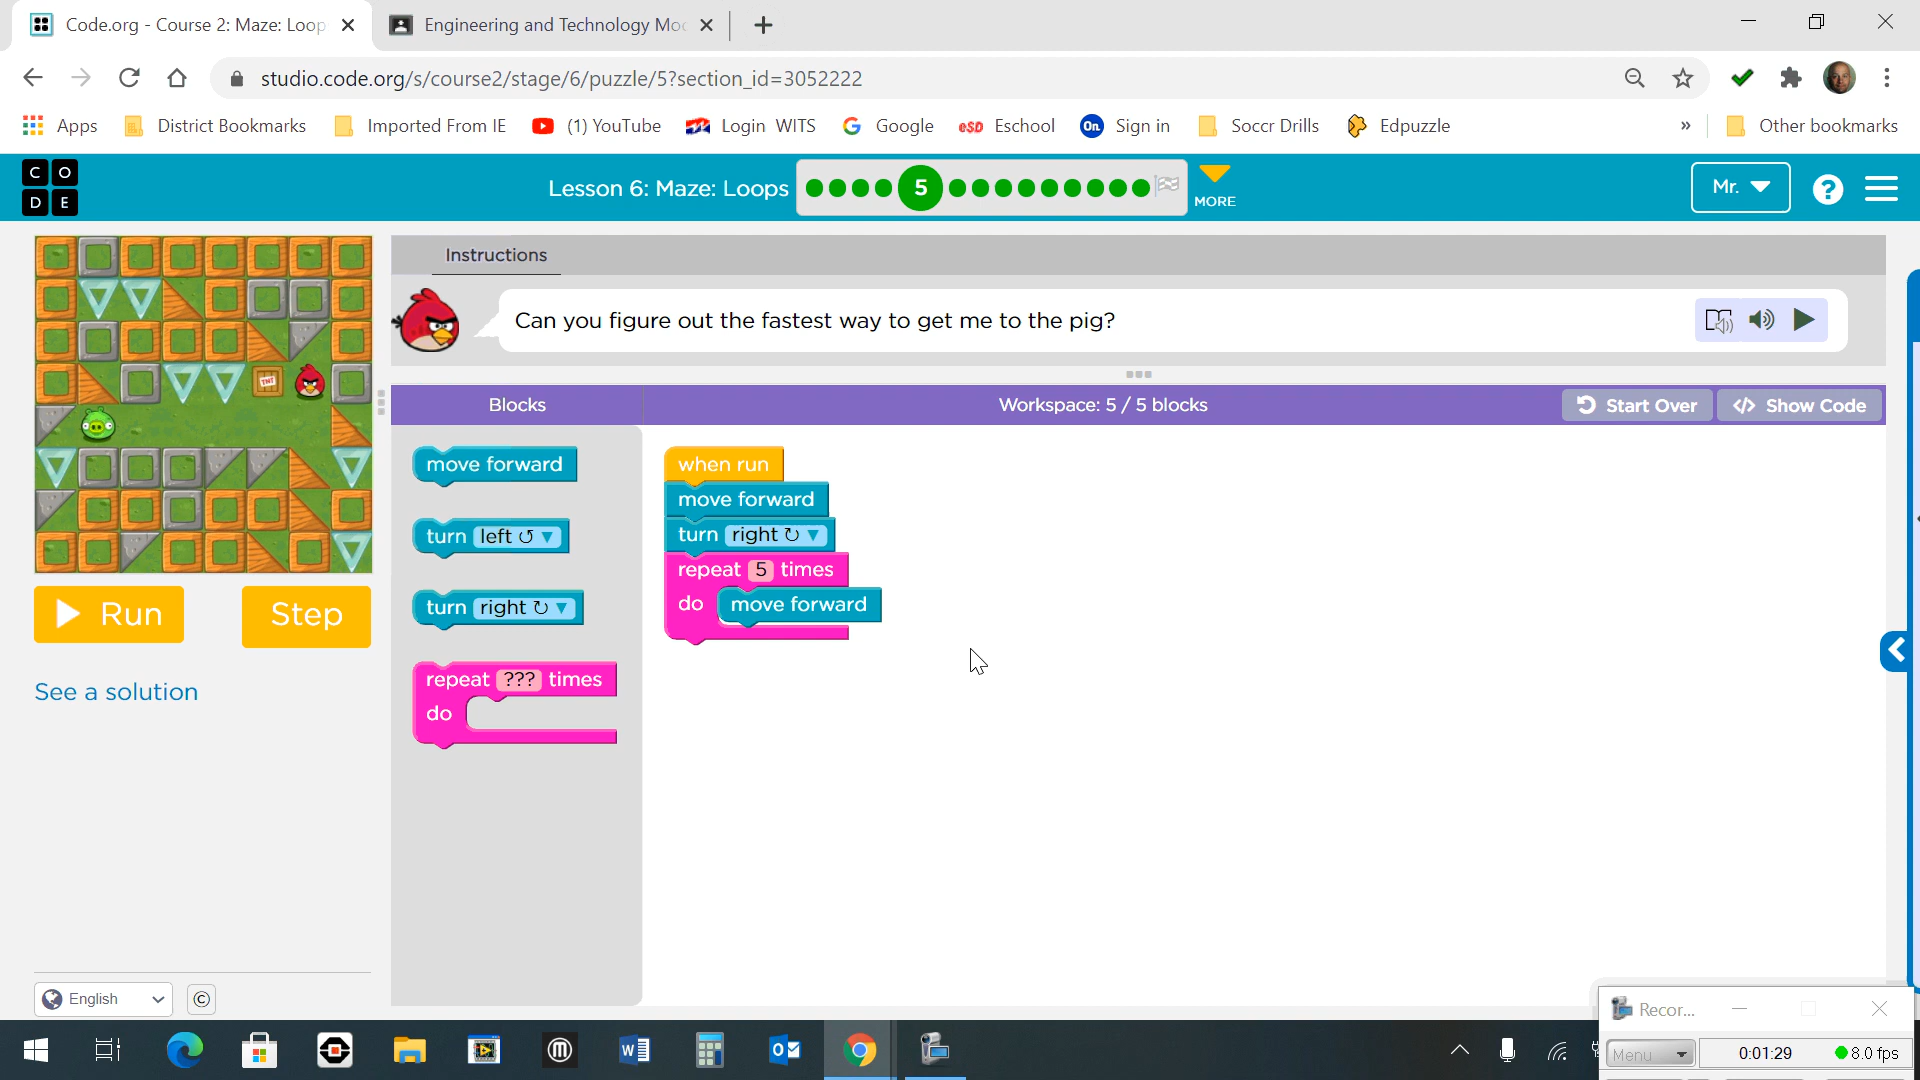 Code.org - Course 2: Maze: Loop
Engineering and Technology Mo
studio.code.org/s/course2/stage/6/puzzle/5?section_id=3052222
Apps
District Bookmarks
Imported From IE
(1) YouTube
Login WITS
Google
eSD Eschool
On Sign in
Soccr Drills
Edpuzzle
»
Other bookmarks
C O
D E
Lesson 6: Maze: Loops
5
MORE
Mr.
?
Instructions
Can you figure out the fastest way to get me to the pig?
TNT
Blocks
Workspace: 5 / 5 blocks
Start Over
</> Show Code
move forward
turn left ↺ ▼
turn right ↻ ▼
repeat ??? times
do
when run
move forward
turn right ↻ ▼
repeat 5 times
do move forward
Run
Step
See a solution
English
©
Recor...
Menu
0:01:29
8.0 fps